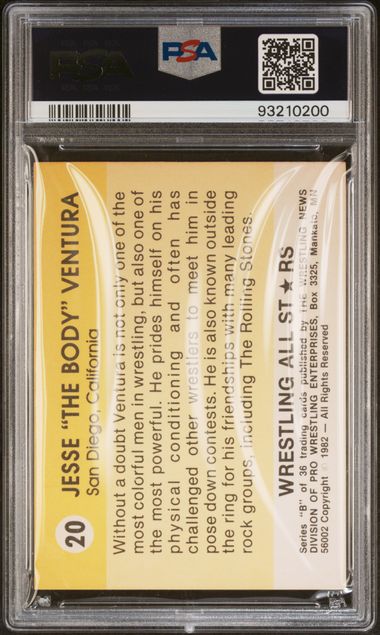 PSA
PSA
93210200
20 JESSE "THE BODY" VENTURA
San Diego, California
Without a doubt Ventura is not only one of the
most colorful men in wrestling, but also one of
the most powerful. He prides himself on his
physical conditioning and often has
challenged other wrestlers to meet him in
pose down contests. He is also known outside
the ring for his friendships with many leading
rock groups, including The Rolling Stones.
WRESTLING ALL ST★RS
Series "B" of 36 trading cards published by THE WRESTLING NEWS
DIVISION OF PRO WRESTLING ENTERPRISES, Box 3325, Mankato, MN
56002 Copyright © 1982 — All Rights Reserved